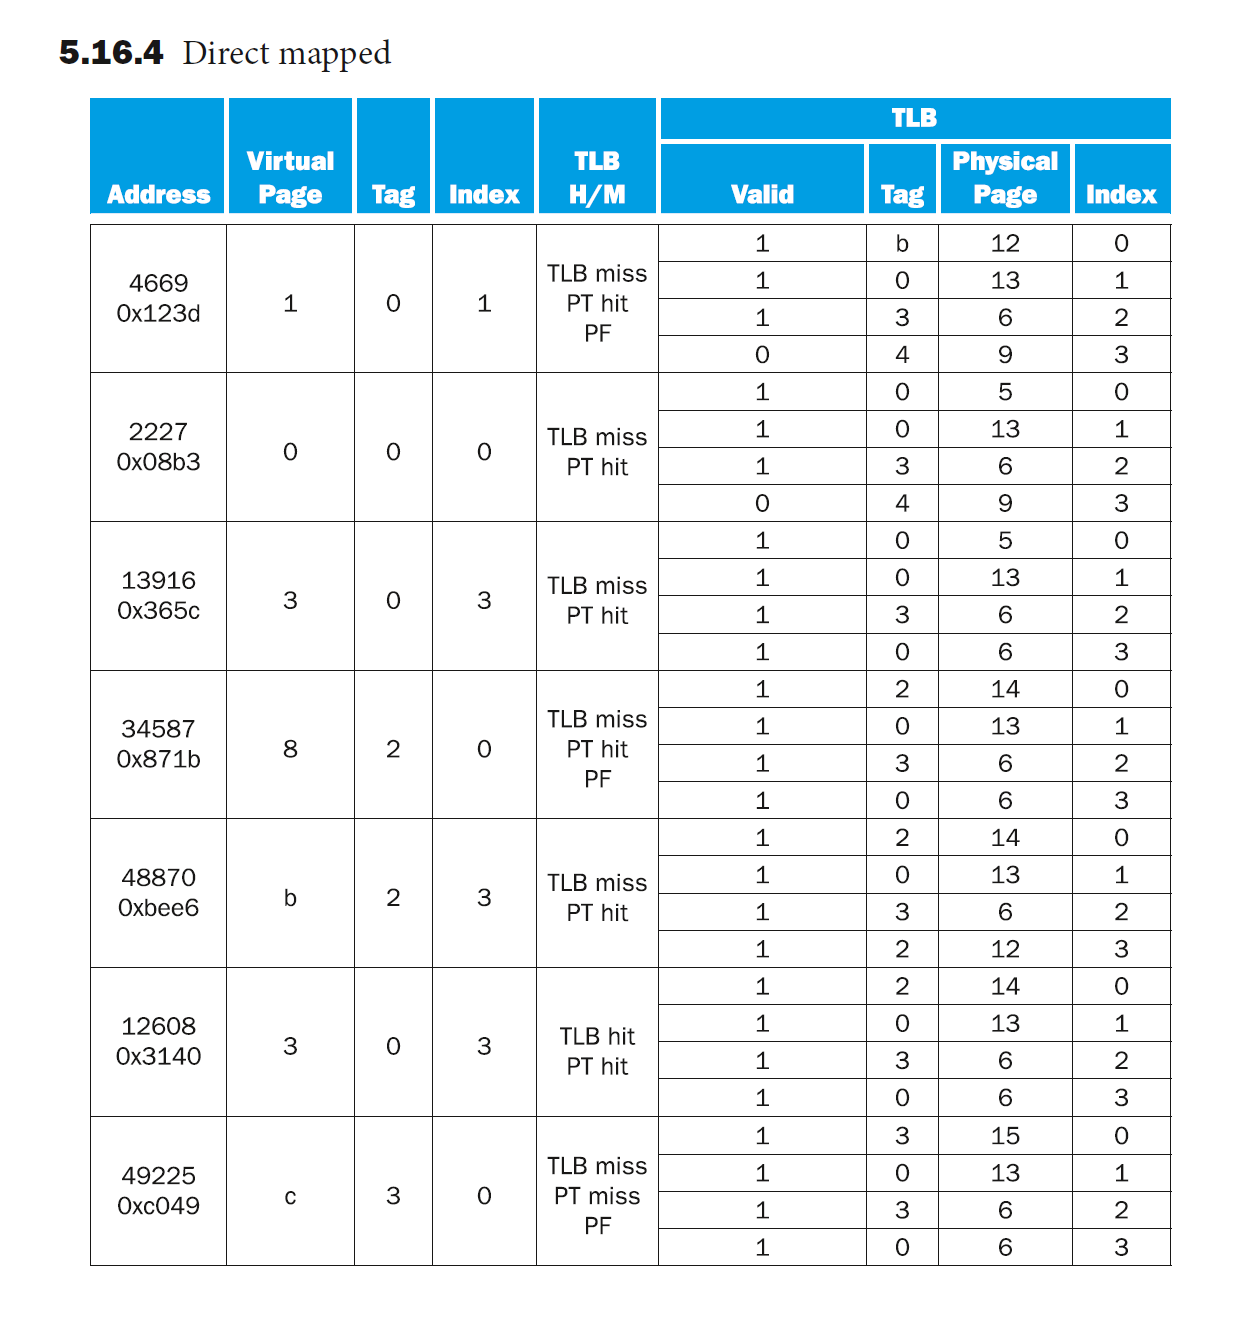 5.16.4 Direct mapped
TLB
Address Virtual Page Tag Index TLB H/M Valid Tag Physical Page Index
4669 0x123d 1 0 1 TLB miss PT hit PF
1 b 12 0
1 0 13 1
1 3 6 2
0 4 9 3
2227 0x08b3 0 0 0 TLB miss PT hit
1 0 5 0
1 0 13 1
1 3 6 2
0 4 9 3
13916 0x365c 3 0 3 TLB miss PT hit
1 0 5 0
1 0 13 1
1 3 6 2
1 0 6 3
34587 0x871b 8 2 0 TLB miss PT hit PF
1 2 14 0
1 0 13 1
1 3 6 2
1 0 6 3
48870 0xbee6 b 2 3 TLB miss PT hit
1 2 14 0
1 0 13 1
1 3 6 2
1 2 12 3
12608 0x3140 3 0 3 TLB hit PT hit
1 2 14 0
1 0 13 1
1 3 6 2
1 0 6 3
49225 0xc049 c 3 0 TLB miss PT miss PF
1 3 15 0
1 0 13 1
1 3 6 2
1 0 6 3